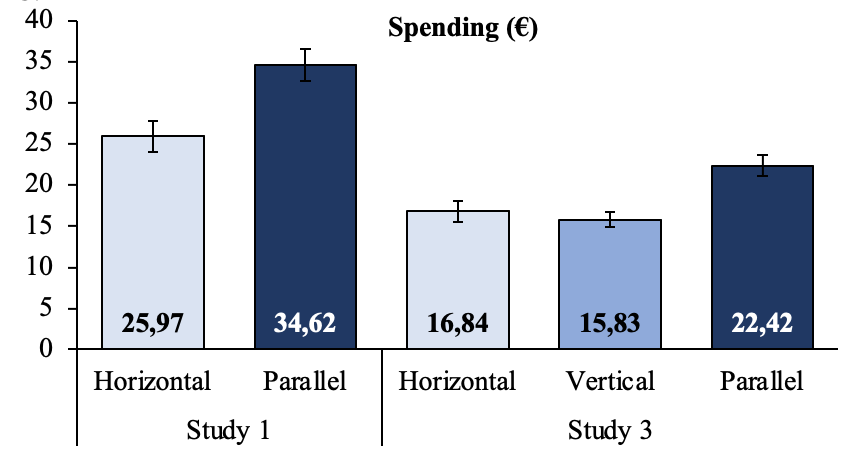 Spending (€)
40
35
30
25
20
15
10
5
0
25,97
34,62
16,84
15,83
22,42
Horizontal
Parallel
Horizontal
Vertical
Parallel
Study 1
Study 3